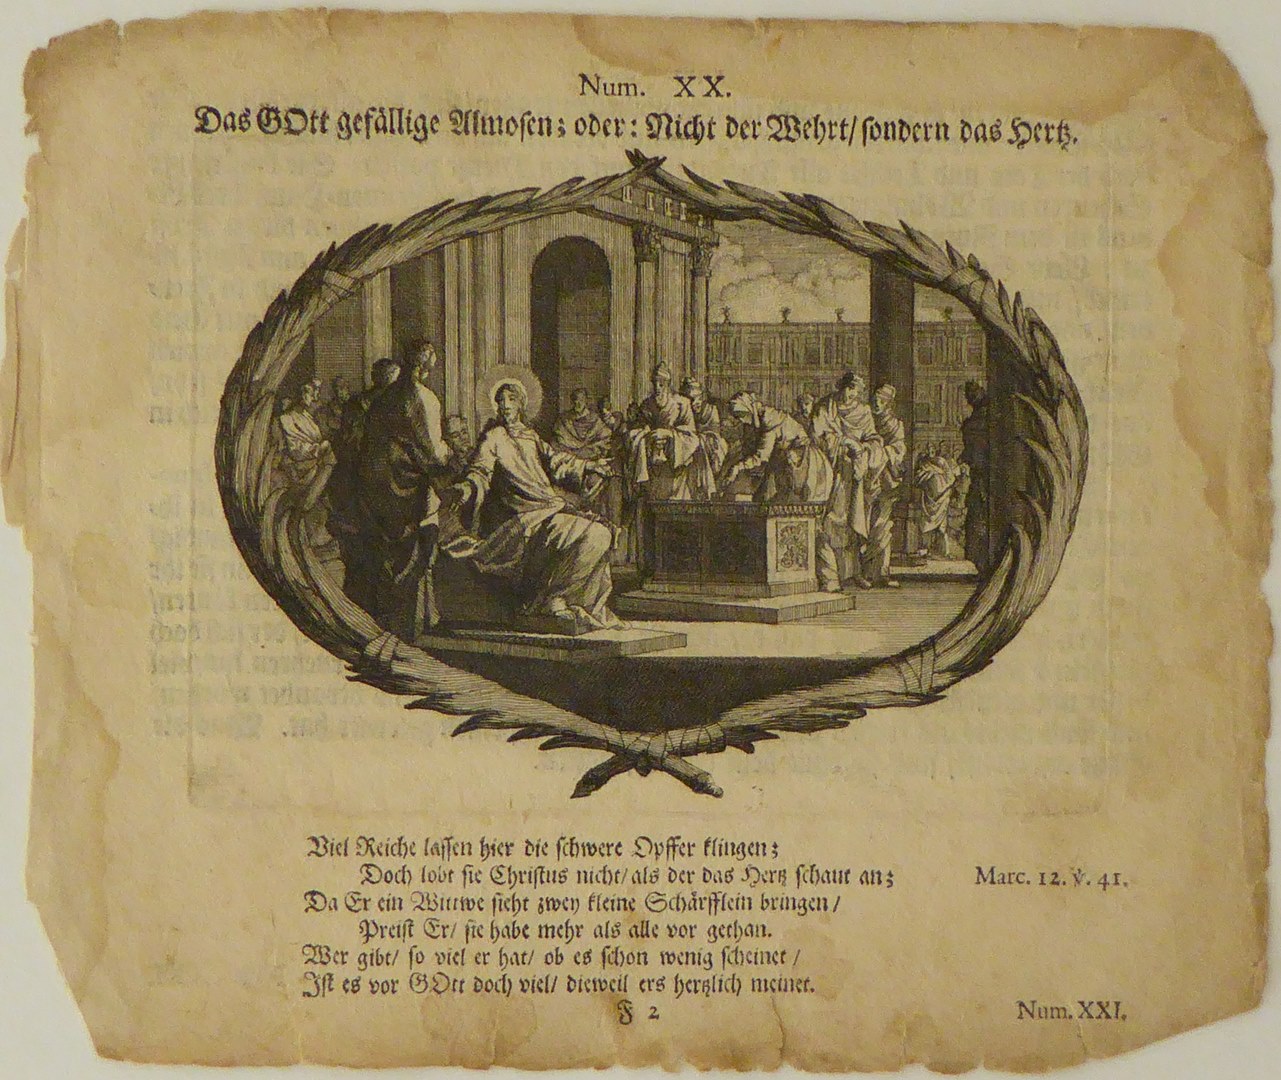 Num. XX.
Das GOtt gefällige Almosen; oder: Nicht der Wehrt/ sondern das Hertz.
Viel Reiche lassen hier die schwere Opffer klingen;
Doch lobt sie Christus nicht/ als der das Hertz schaut an;
Marc. 12. ℣. 41.
Da Er ein Wittwe sieht zwey kleine Schärfflein bringen/
Preist Er/ sie habe mehr als alle vor gethan.
Wer gibt/ so viel er hat/ ob es schon wenig scheinet/
Ist es vor GOtt doch viel/ dieweil ers hertzlich meinet.
F 2
Num. XXI.